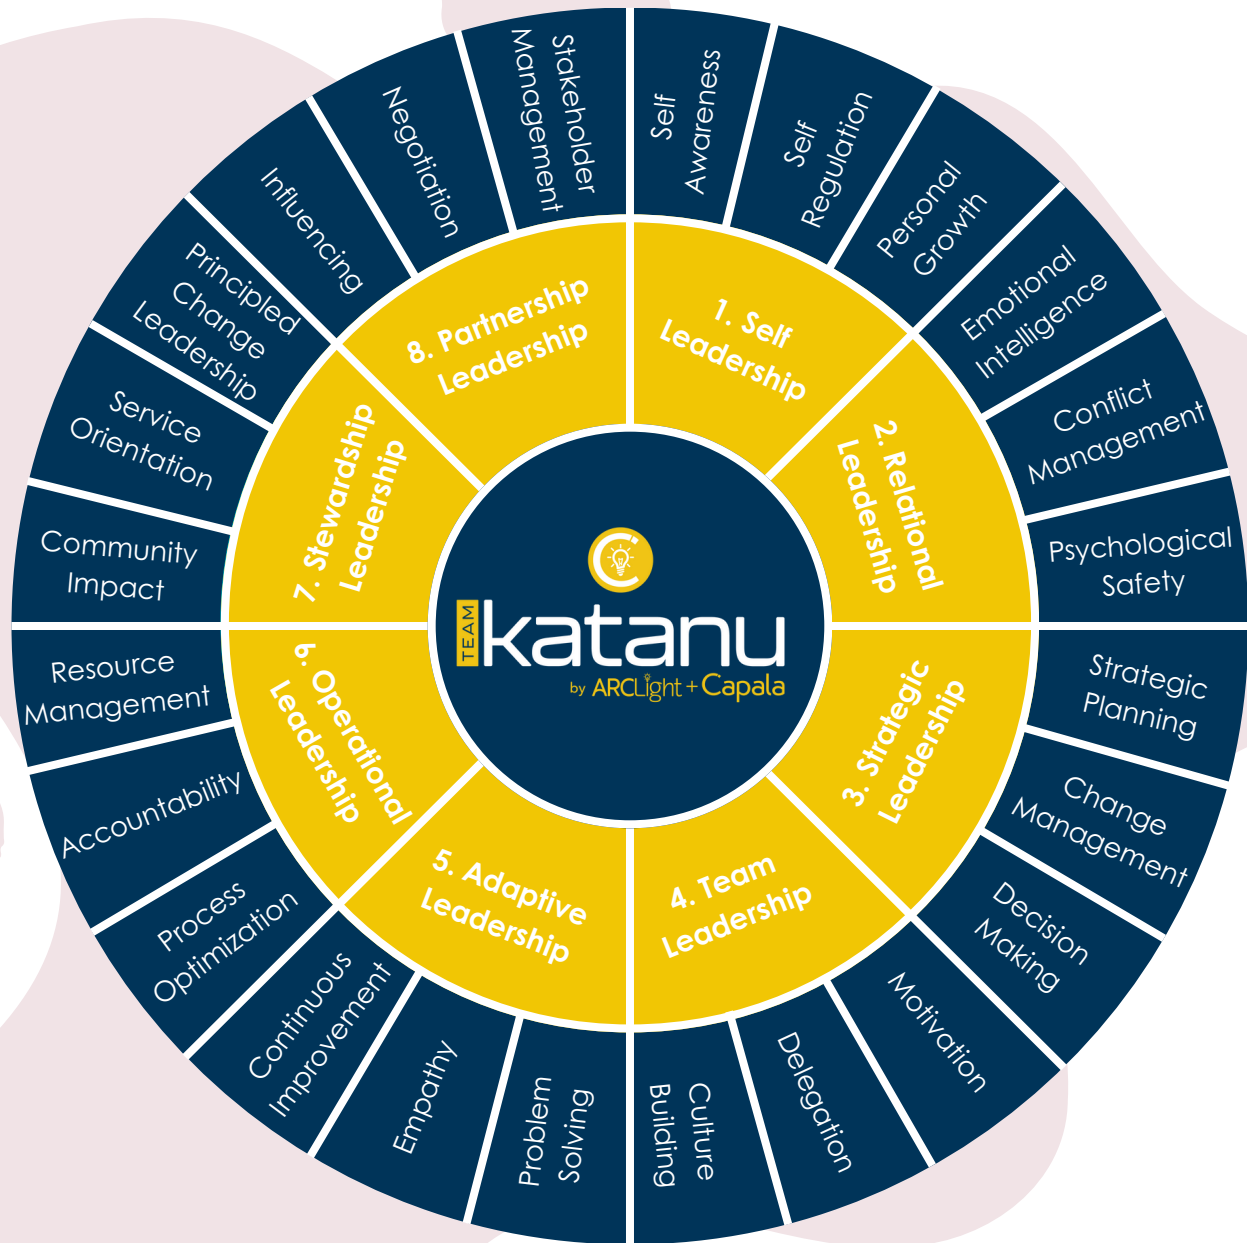 Self
Awareness
Self
Regulation
Personal
Growth
Emotional
Intelligence
Conflict
Management
Psychological
Safety
Strategic
Planning
Change
Management
Decision
Making
Motivation
Delegation
Culture
Building
Problem
Solving
Empathy
Continuous
Improvement
Process
Optimization
Accountability
Resource
Management
Community
Impact
Service
Orientation
Principled
Change
Leadership
Influencing
Negotiation
Stakeholder
Management
1. Self
Leadership
2. Relational
Leadership
3. Strategic
Leadership
4. Team
Leadership
5. Adaptive
Leadership
6. Operational
Leadership
7. Stewardship
Leadership
8. Partnership
Leadership
TEAM
katanu
by ARCLight + Capala